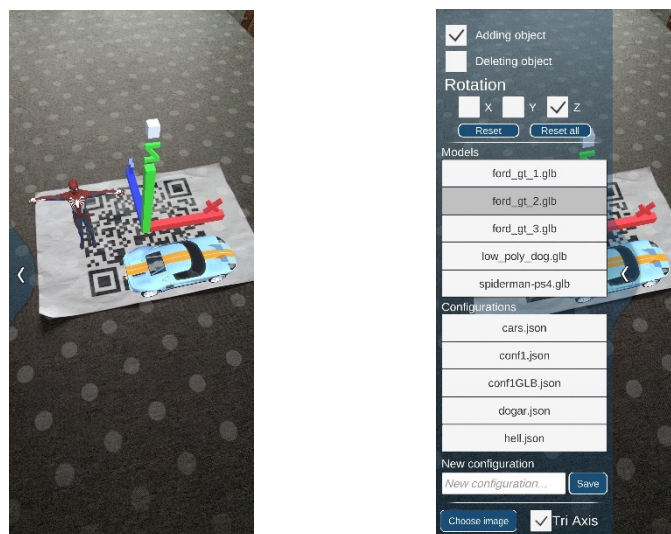 Adding object
Deleting object
Rotation
X Y Z
Reset Reset all
Models
ford_gt_1.glb
ford_gt_2.glb
ford_gt_3.glb
low_poly_dog.glb
spiderman-ps4.glb
Configurations
cars.json
conf1.json
conf1GLB.json
dogar.json
hell.json
New configuration
New configuration... Save
Choose image Tri Axis